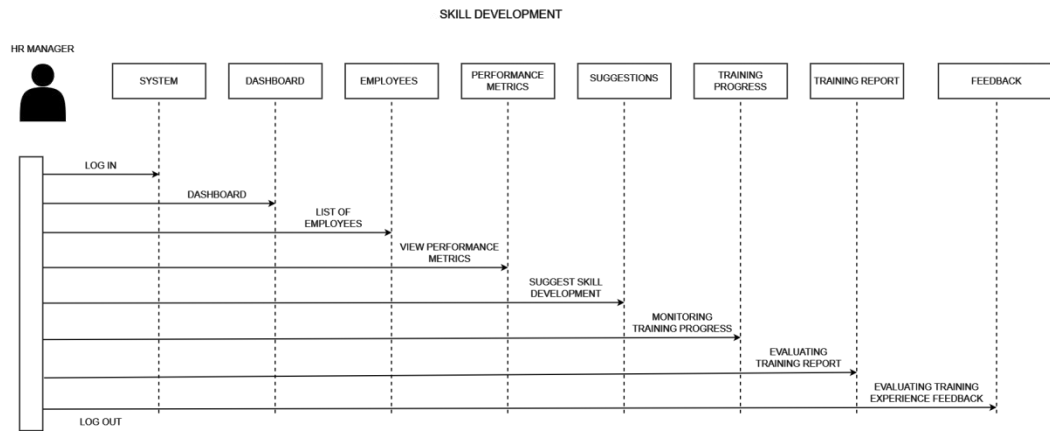 SKILL DEVELOPMENT
HR MANAGER
SYSTEM
DASHBOARD
EMPLOYEES
PERFORMANCE
METRICS
SUGGESTIONS
TRAINING
PROGRESS
TRAINING REPORT
FEEDBACK
LOG IN
DASHBOARD
LIST OF
EMPLOYEES
VIEW PERFORMANCE
METRICS
SUGGEST SKILL
DEVELOPMENT
MONITORING
TRAINING PROGRESS
EVALUATING
TRAINING REPORT
EVALUATING TRAINING
EXPERIENCE FEEDBACK
LOG OUT